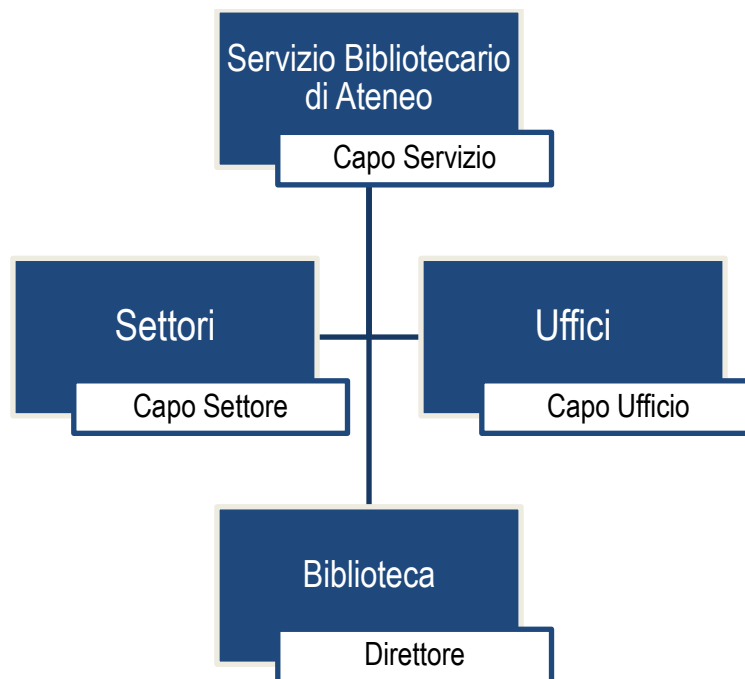 Servizio Bibliotecario
di Ateneo
Capo Servizio
Settori
Capo Settore
Uffici
Capo Ufficio
Biblioteca
Direttore